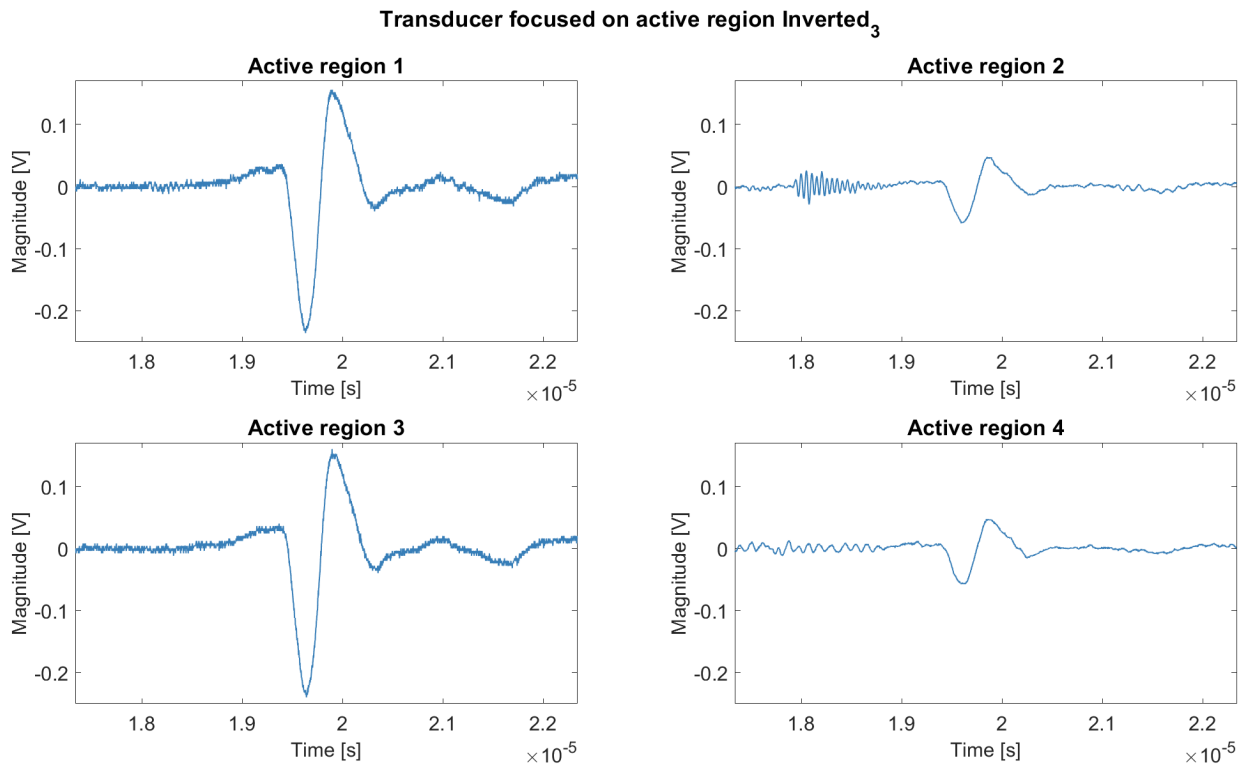 Transducer focused on active region Inverted3
Active region 1
Magnitude [V]
0.1
0
-0.1
-0.2
1.8 1.9 2 2.1 2.2
Time [s]
×10-5
Active region 2
Magnitude [V]
0.1
0
-0.1
-0.2
1.8 1.9 2 2.1 2.2
Time [s]
×10-5
Active region 3
Magnitude [V]
0.1
0
-0.1
-0.2
1.8 1.9 2 2.1 2.2
Time [s]
×10-5
Active region 4
Magnitude [V]
0.1
0
-0.1
-0.2
1.8 1.9 2 2.1 2.2
Time [s]
×10-5